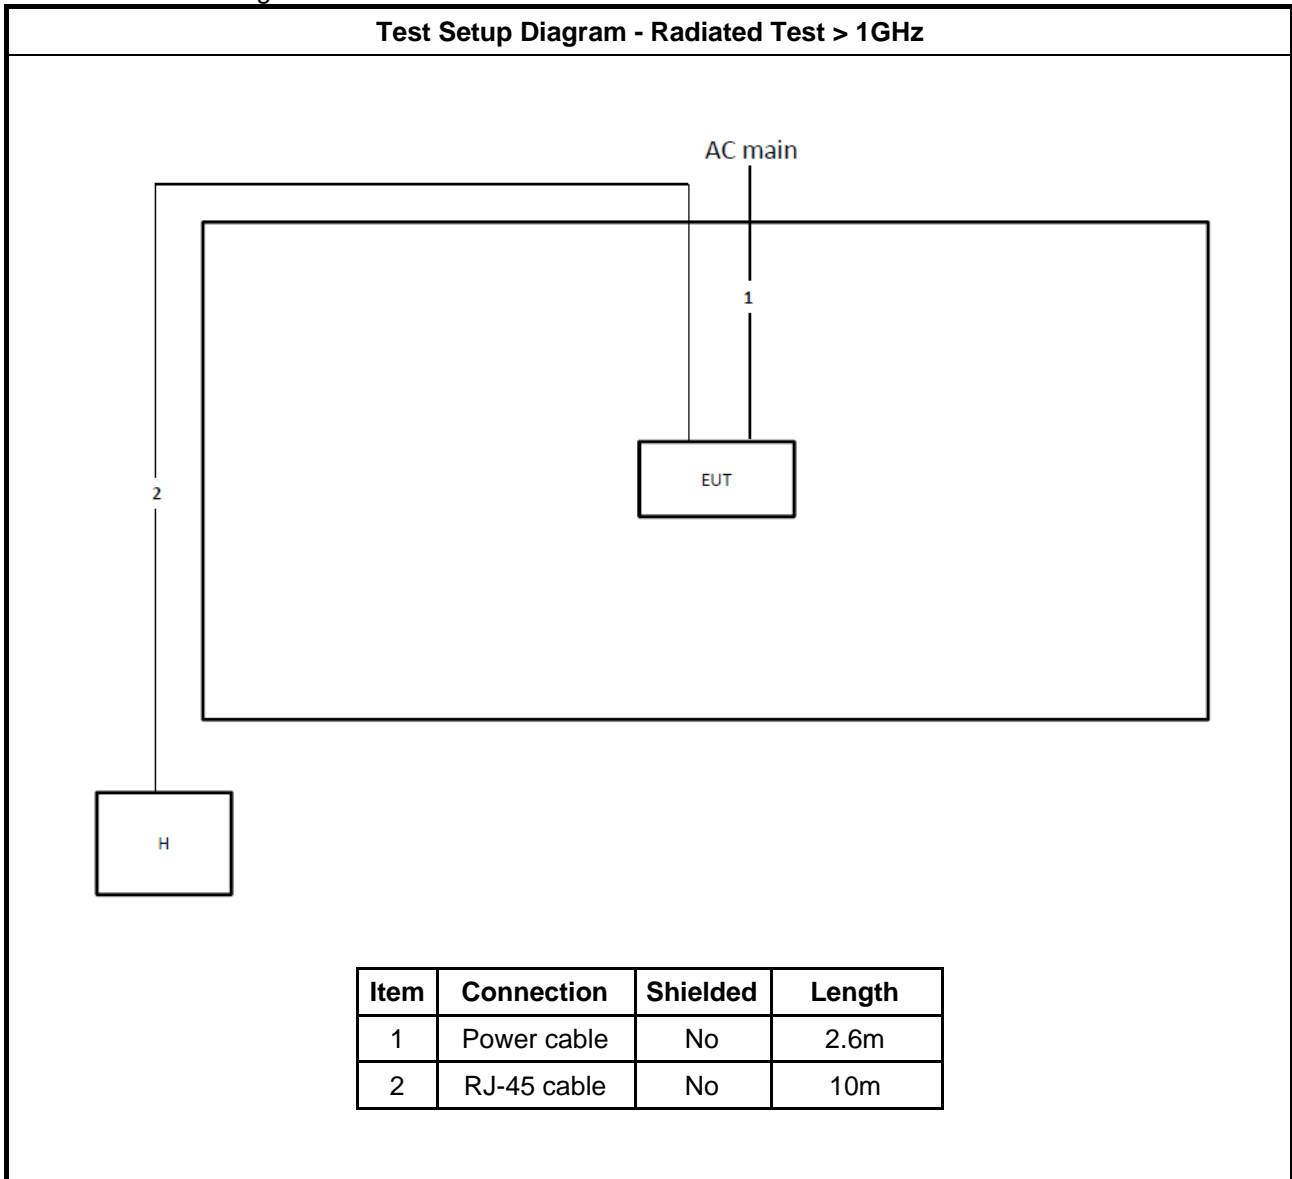 Test Setup Diagram - Radiated Test > 1GHz
AC main
1
EUT
2
H
Item Connection Shielded Length
1 Power cable No 2.6m
2 RJ-45 cable No 10m